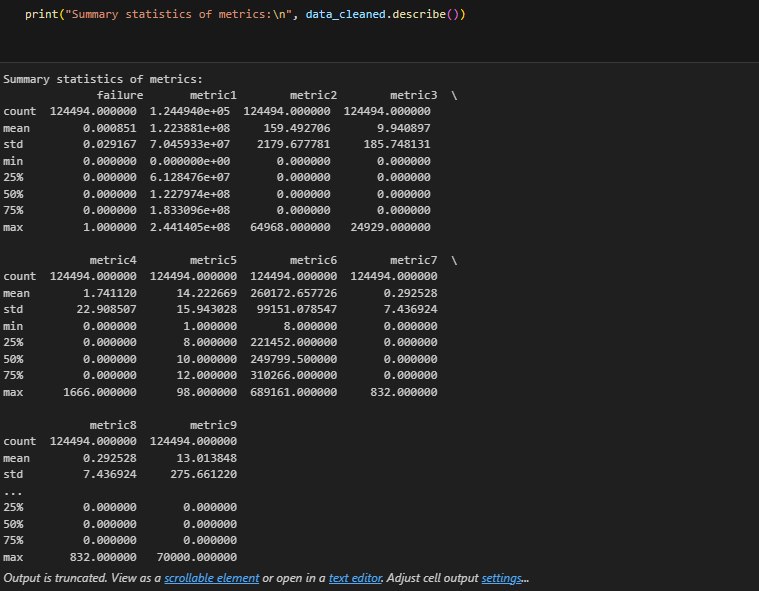 print("Summary statistics of metrics:\n", data_cleaned.describe())
Summary statistics of metrics:
failure metric1 metric2 metric3 \
count 124494.000000 1.244940e+05 124494.000000 124494.000000
mean 0.000851 1.223881e+08 159.492706 9.940897
std 0.029167 7.045933e+07 2179.677781 185.748131
min 0.000000 0.000000e+00 0.000000 0.000000
25% 0.000000 6.128476e+07 0.000000 0.000000
50% 0.000000 1.227974e+08 0.000000 0.000000
75% 0.000000 1.833096e+08 0.000000 0.000000
max 1.000000 2.441405e+08 64968.000000 24929.000000
metric4 metric5 metric6 metric7 \
count 124494.000000 124494.000000 124494.000000 124494.000000
mean 1.741120 14.222669 260172.657726 0.292528
std 22.908507 15.943028 99151.078547 7.436924
min 0.000000 1.000000 8.000000 0.000000
25% 0.000000 8.000000 221452.000000 0.000000
50% 0.000000 10.000000 249799.500000 0.000000
75% 0.000000 12.000000 310266.000000 0.000000
max 1666.000000 98.000000 689161.000000 832.000000
metric8 metric9
count 124494.000000 124494.000000
mean 0.292528 13.013848
std 7.436924 275.661220
...
25% 0.000000 0.000000
50% 0.000000 0.000000
75% 0.000000 0.000000
max 832.000000 70000.000000
Output is truncated. View as a scrollable element or open in a text editor. Adjust cell output settings...